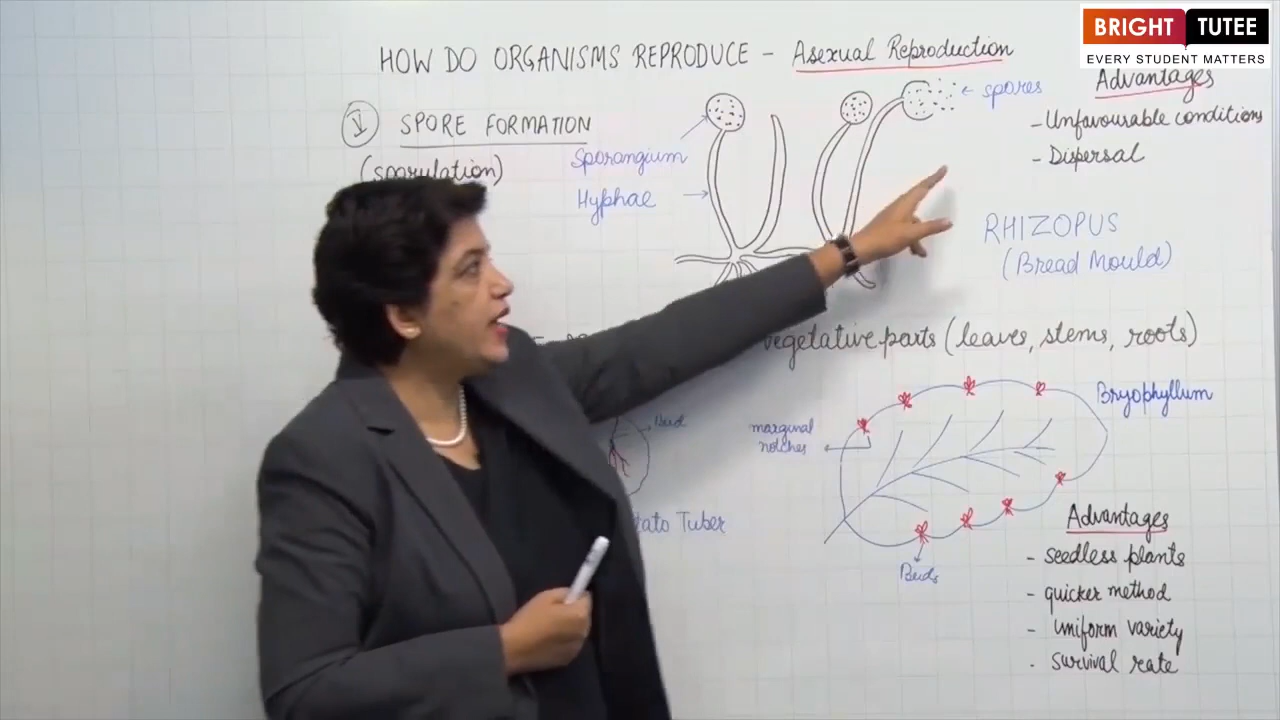 BRIGHT TUTEE
EVERY STUDENT MATTERS
HOW DO ORGANISMS REPRODUCE - Asexual Reproduction
V SPORE FORMATION
(sporulation)
Sporangium
Hyphae
← spores
Advantages
- Unfavourable conditions
- Dispersal
RHIZOPUS
(Bread Mould)
vegetative parts (leaves, stems, roots)
Bud
Tuber
marginal
notches
Bryophyllum
Buds
Advantages
- seedless plants
- quicker method
- uniform variety
- survival rate